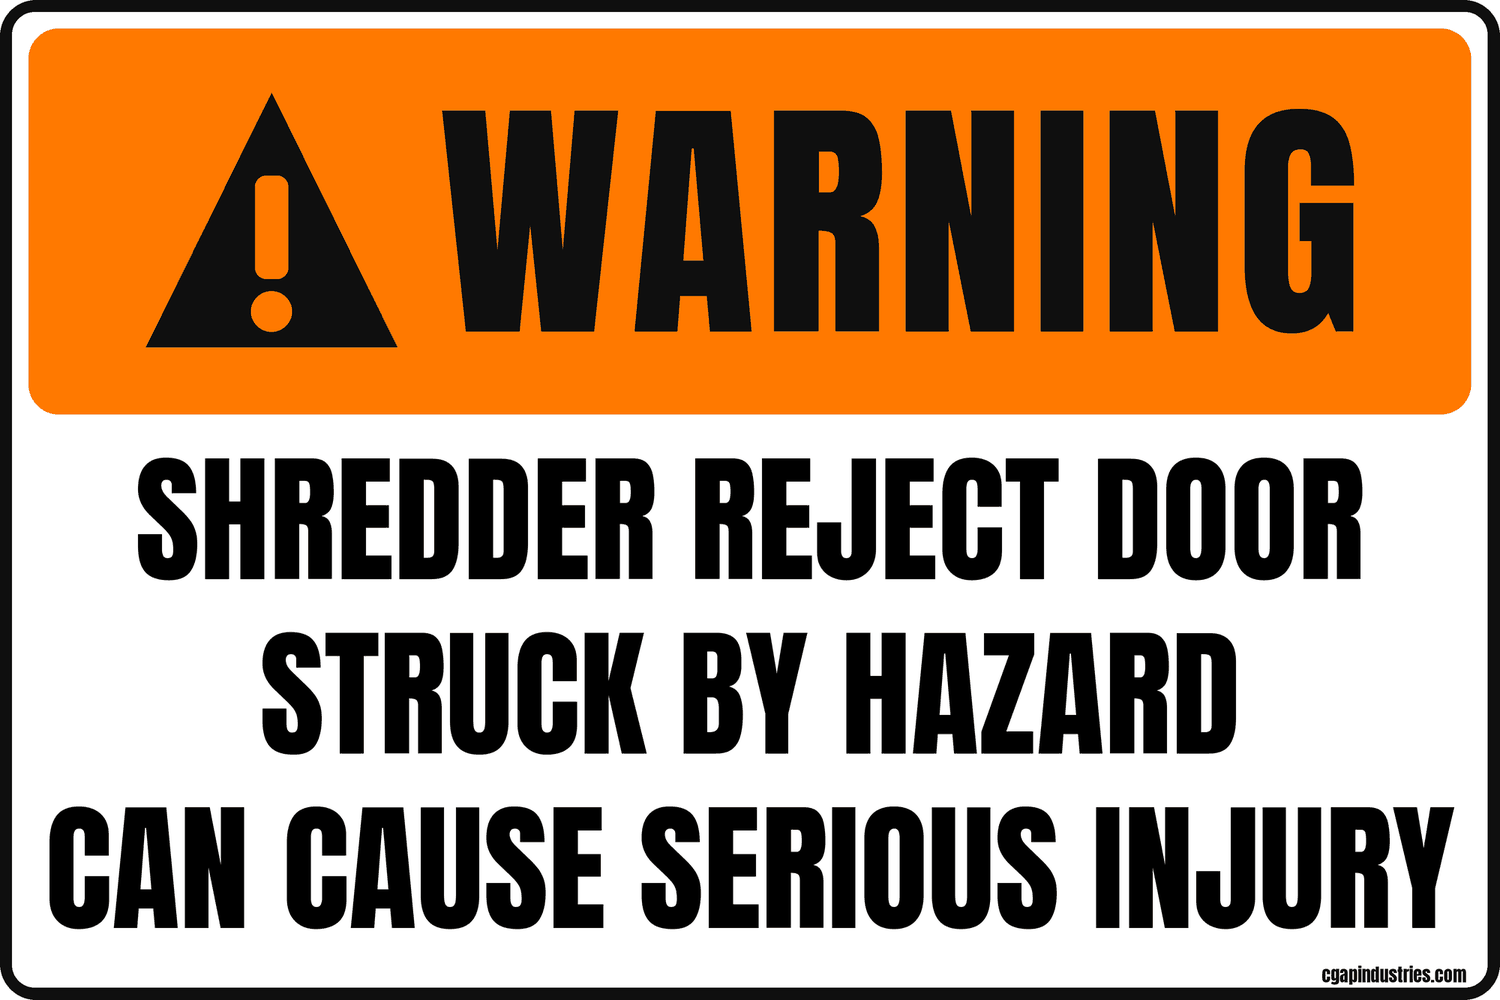 WARNING
SHREDDER REJECT DOOR
STRUCK BY HAZARD
CAN CAUSE SERIOUS INJURY
cgapindustries.com